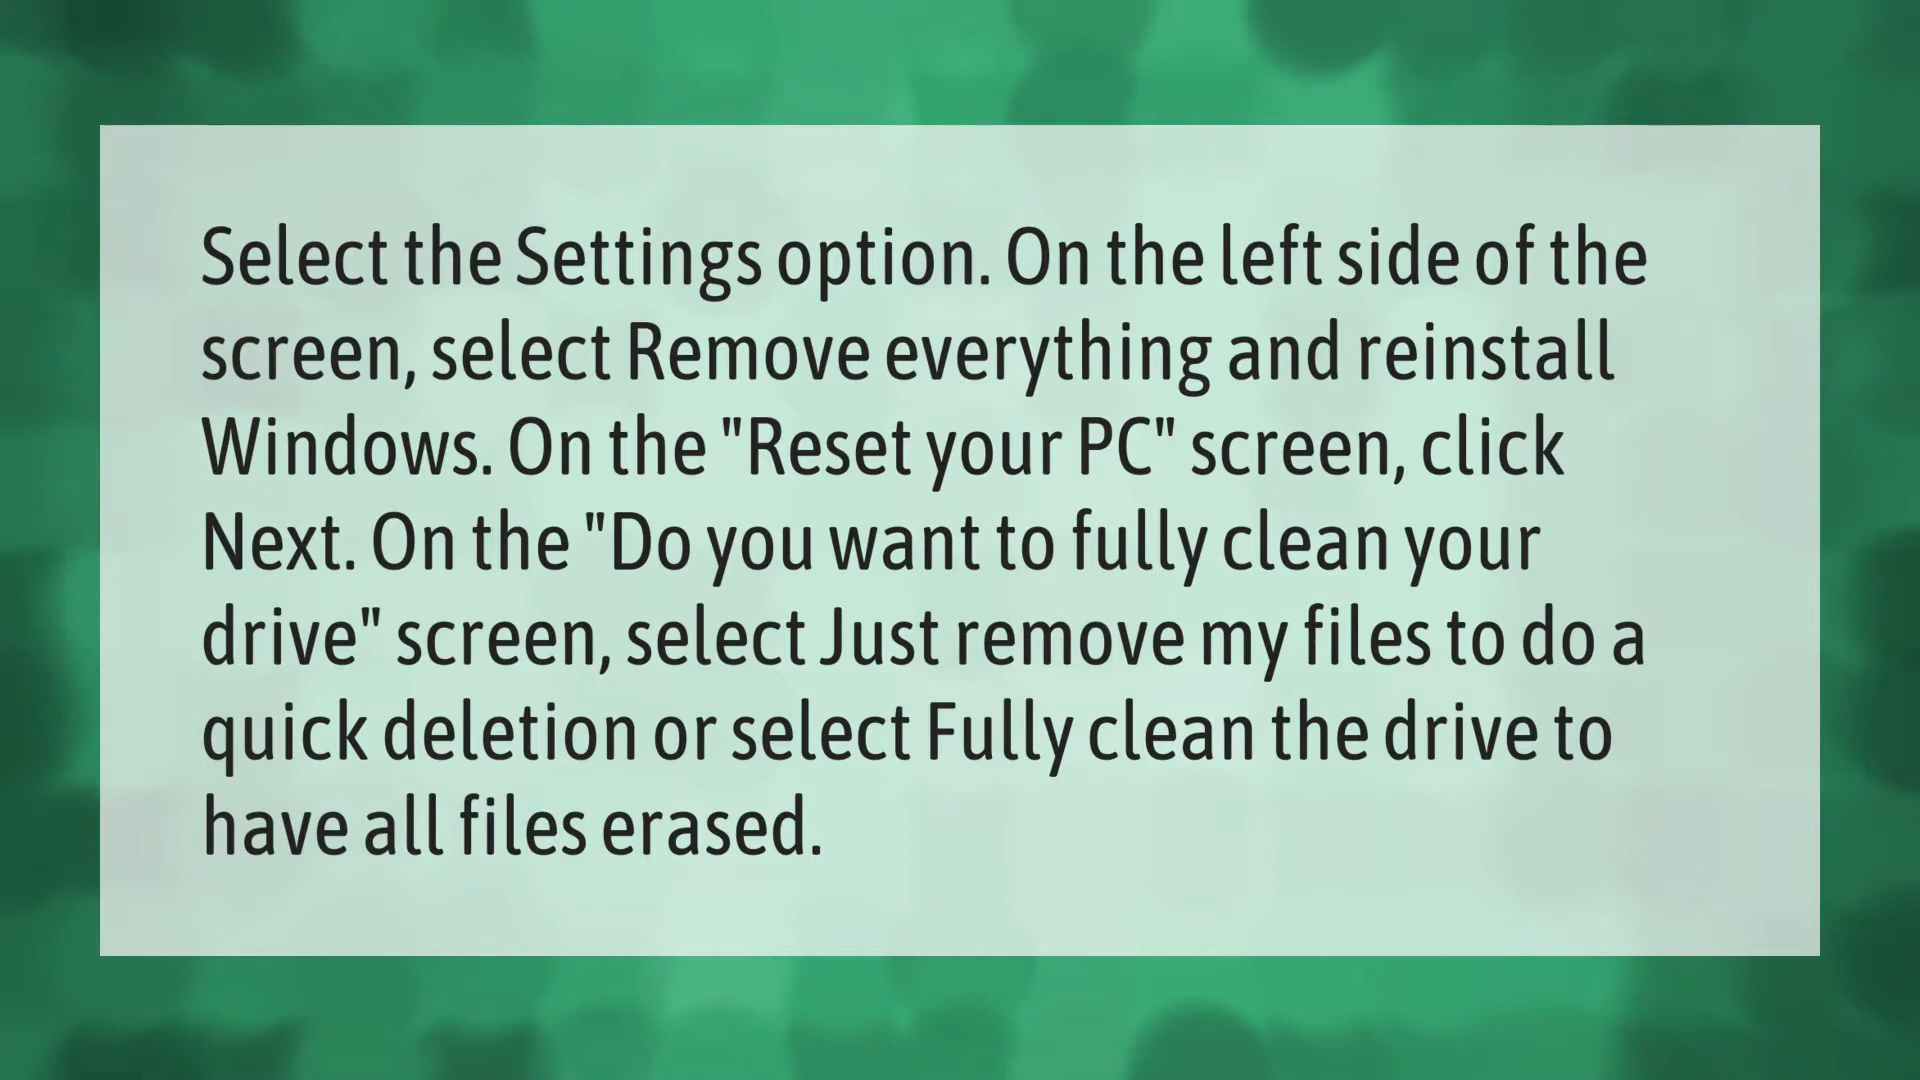 Select the Settings option. On the left side of the
screen, select Remove everything and reinstall
Windows. On the "Reset your PC" screen, click
Next. On the "Do you want to fully clean your
drive" screen, select Just remove my files to do a
quick deletion or select Fully clean the drive to
have all files erased.